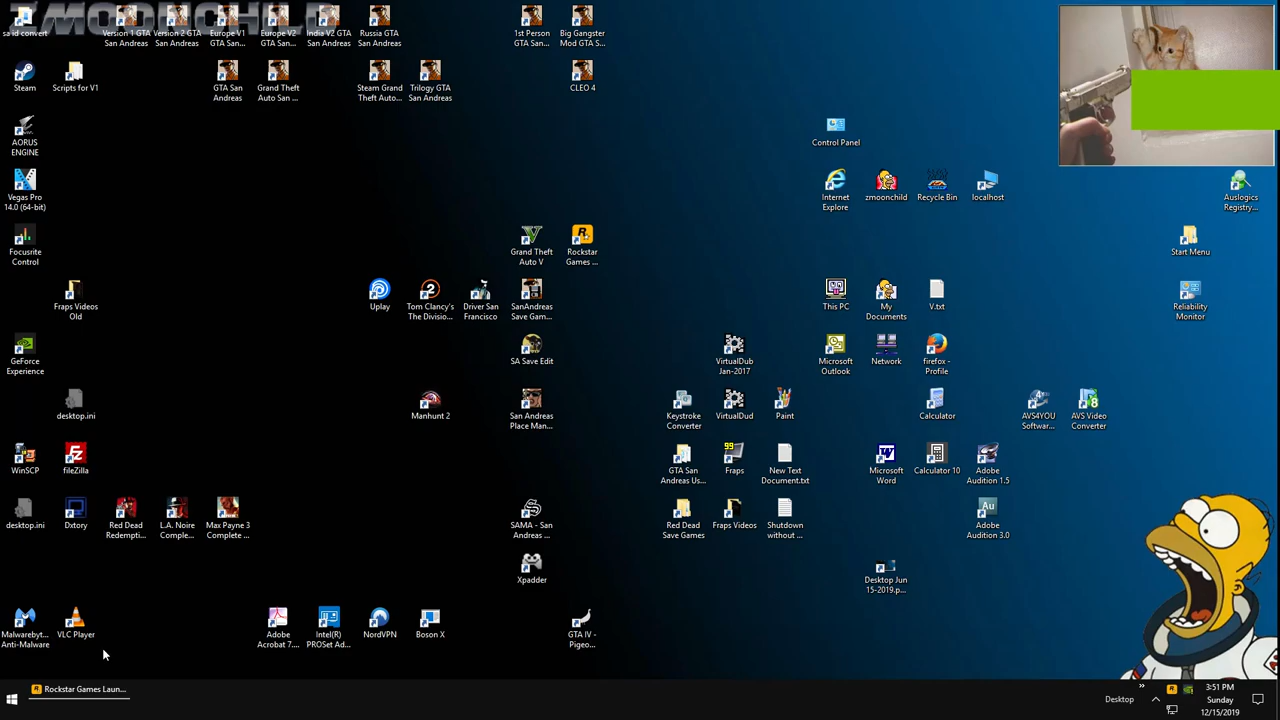 ZMOONCHILD
sa id convert
Version 1 GTA
San Andreas
Version 2 GTA
San Andreas
Europe V1
GTA San...
Europe V2
GTA San...
India V2 GTA
San Andreas
Russia GTA
San Andreas
1st Person
GTA San...
Big Gangster
Mod GTA S...
Steam
Scripts for V1
GTA San
Andreas
Grand Theft
Auto San ...
Steam Grand
Theft Auto...
Trilogy GTA
San Andreas
CLEO 4
AORUS
ENGINE
Control Panel
Vegas Pro
14.0 (64-bit)
Internet
Explore
zmoonchild
Recycle Bin
localhost
Auslogics
Registry...
Focusrite
Control
Grand Theft
Auto V
Rockstar
Games ...
Start Menu
Fraps Videos
Old
Uplay
Tom Clancy's
The Divisio...
Driver San
Francisco
SanAndreas
Save Gam...
This PC
My
Documents
V.txt
Reliability
Monitor
GeForce
Experience
SA Save Edit
VirtualDub
Jan-2017
Microsoft
Outlook
Network
firefox -
Profile
desktop.ini
Manhunt 2
San Andreas
Place Man...
Keystroke
Converter
VirtualDud
Paint
Calculator
AVS4YOU
Softwar...
AVS Video
Converter
WinSCP
fileZilla
GTA San
Andreas Us...
99
Fraps
New Text
Document.txt
Microsoft
Word
Calculator 10
Adobe
Audition 1.5
desktop.ini
Dxtory
Red Dead
Redempti...
L.A. Noire
Comple...
Max Payne 3
Complete ...
SAMA - San
Andreas ...
Red Dead
Save Games
Fraps Videos
Shutdown
without ...
Au
Adobe
Audition 3.0
Xpadder
Desktop Jun
15-2019.p...
Malwarebyt...
Anti-Malware
VLC Player
Adobe
Acrobat 7....
Intel(R)
PROSet Ad...
NordVPN
Boson X
GTA IV -
Pigeo...
Rockstar Games Laun...
Desktop
3:51 PM
Sunday
12/15/2019